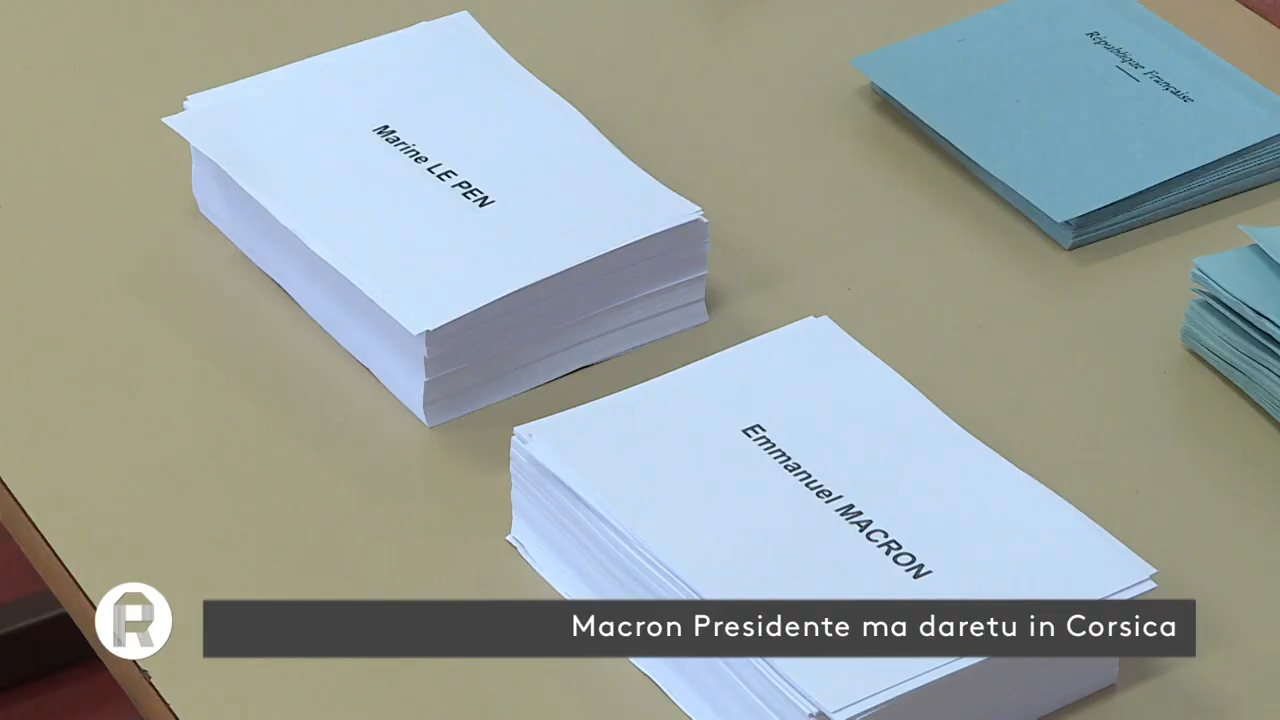 République Française
Marine LE PEN
Emmanuel MACRON
R
Macron Presidente ma daretu in Corsica